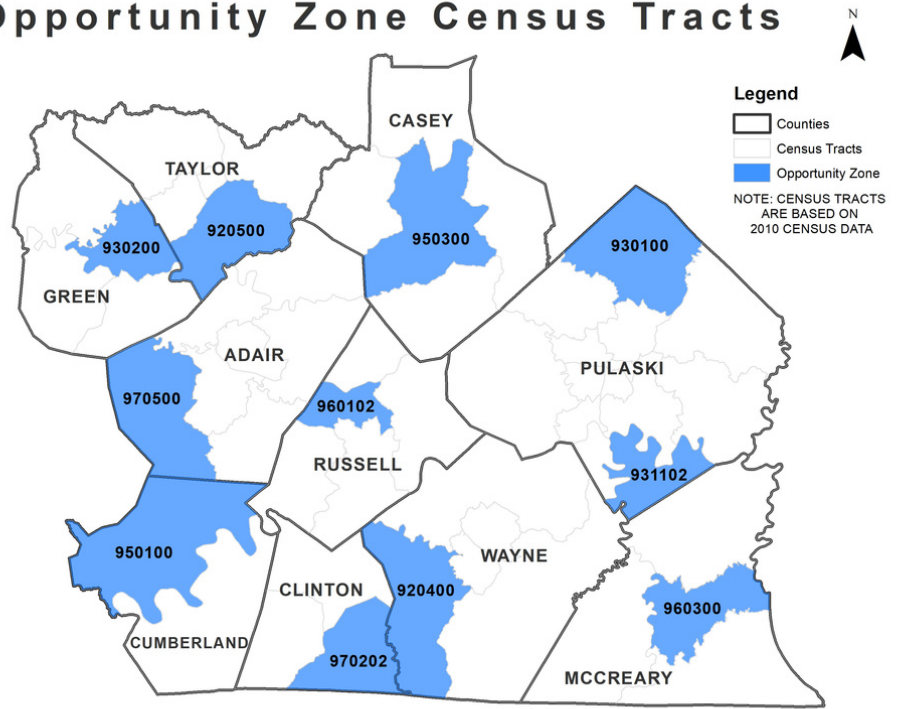 pportunity Zone Census Tracts
N
Legend
Counties
Census Tracts
Opportunity Zone
NOTE: CENSUS TRACTS
ARE BASED ON
2010 CENSUS DATA
CASEY
TAYLOR
920500
930200
950300
930100
GREEN
ADAIR
PULASKI
970500
960102
RUSSELL
931102
950100
WAYNE
CLINTON
920400
960300
CUMBERLAND
970202
MCCREARY